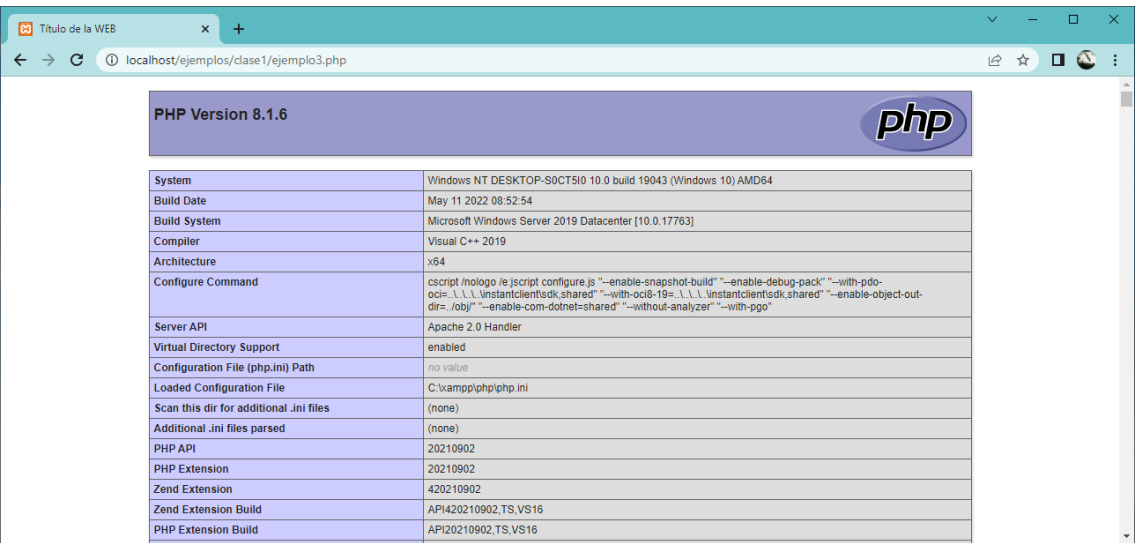 Título de la WEB
localhost/ejemplos/clase1/ejemplo3.php
PHP Version 8.1.6
php
System Windows NT DESKTOP-S0CT5I0 10.0 build 19043 (Windows 10) AMD64
Build Date May 11 2022 08:52:54
Build System Microsoft Windows Server 2019 Datacenter [10.0.17763]
Compiler Visual C++ 2019
Architecture x64
Configure Command cscript /nologo /e:jscript configure.js "--enable-snapshot-build" "--enable-debug-pack" "--with-pdo-
oci=..\..\..\..\instantclient\sdk,shared" "--with-oci8-19=..\..\..\..\instantclient\sdk,shared" "--enable-object-out-
dir=../obj/" "--enable-com-dotnet=shared" "--without-analyzer" "--with-pgo"
Server API Apache 2.0 Handler
Virtual Directory Support enabled
Configuration File (php.ini) Path no value
Loaded Configuration File C:\xampp\php\php.ini
Scan this dir for additional .ini files (none)
Additional .ini files parsed (none)
PHP API 20210902
PHP Extension 20210902
Zend Extension 420210902
Zend Extension Build API420210902,TS,VS16
PHP Extension Build API20210902,TS,VS16